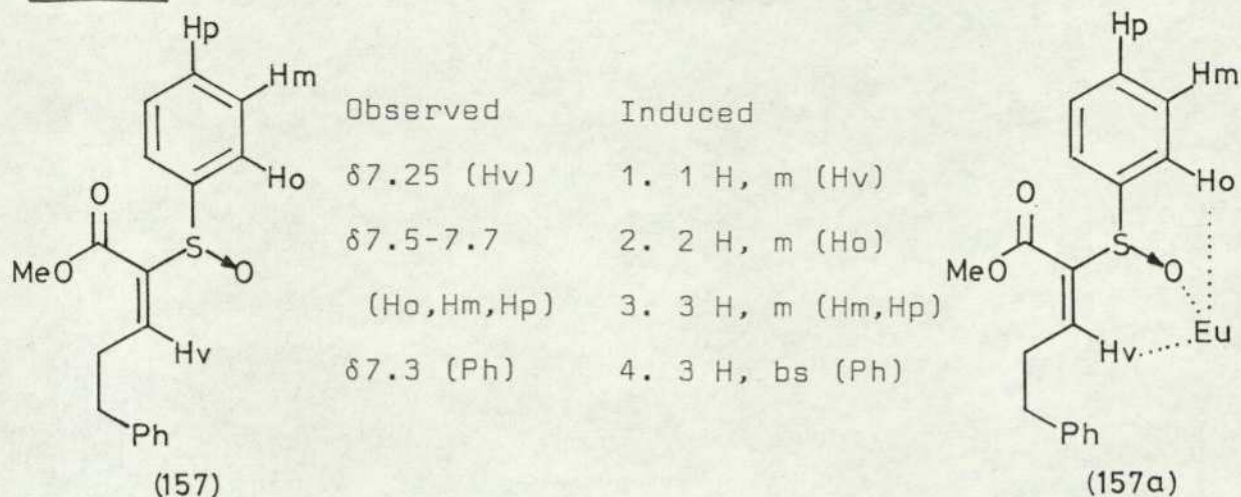 Hp
Hm
Ho
O
S
O
MeO
Hv
Ph
(157)
Observed Induced
δ7.25 (Hv) 1. 1 H, m (Hv)
δ7.5-7.7 2. 2 H, m (Ho)
(Ho,Hm,Hp) 3. 3 H, m (Hm,Hp)
δ7.3 (Ph) 4. 3 H, bs (Ph)
Hp
Hm
Ho
O
S
O
MeO
Eu
Hv
Ph
(157a)